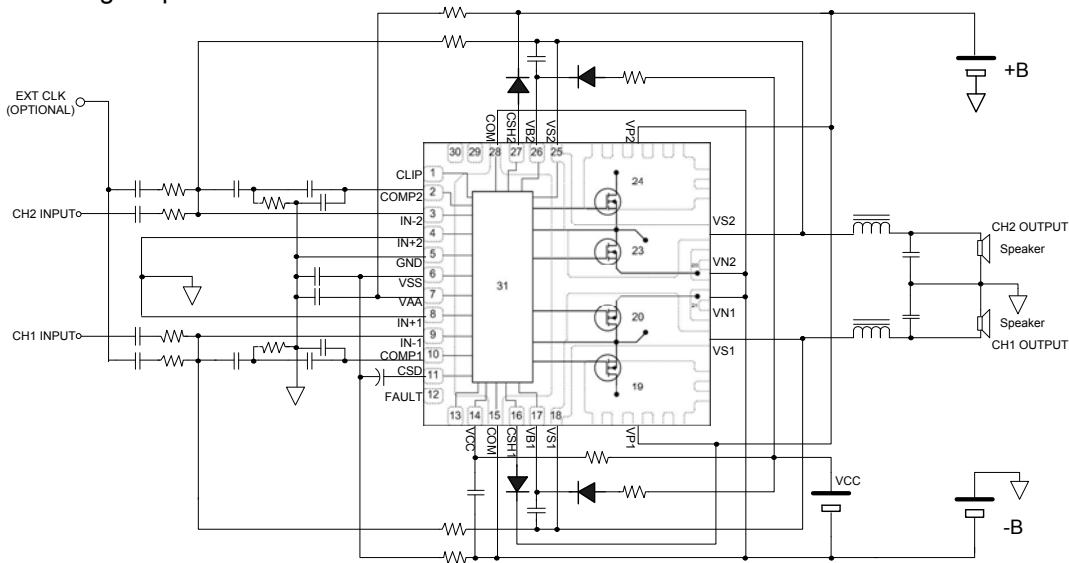 +B
EXT CLK
(OPTIONAL)
COM
CSH2
VB2
VS2
VP2
30
29
28
27
26
25
CLIP
1
24
COMP2
2
CH2 INPUT
3
IN-2
VS2
CH2 OUTPUT
Speaker
4
23
IN+2
5
VN2
GND
6
31
VSS
7
VAA
VN1
8
20
IN+1
Speaker
CH1 INPUT
9
IN-1
VS1
CH1 OUTPUT
10
COMP1
11
CSD
19
12
FAULT
13
14
15
16
17
18
VCC
COM
CSH1
VB1
VS1
VP1
VCC
-B